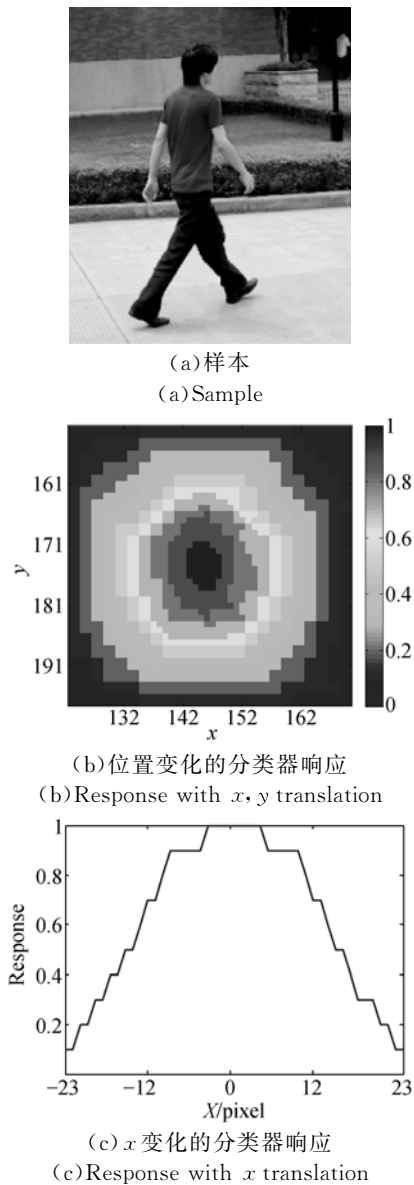 (a)样本
(a)Sample
1
161
0.8
171
0.6
y
0.4
181
0.2
191
0
132 142 152 162
x
(b)位置变化的分类器响应
(b)Response with x, y translation
1
0.8
0.6
Response
0.4
0.2
−23 −12 0 12 23
X/pixel
(c)x变化的分类器响应
(c)Response with x translation